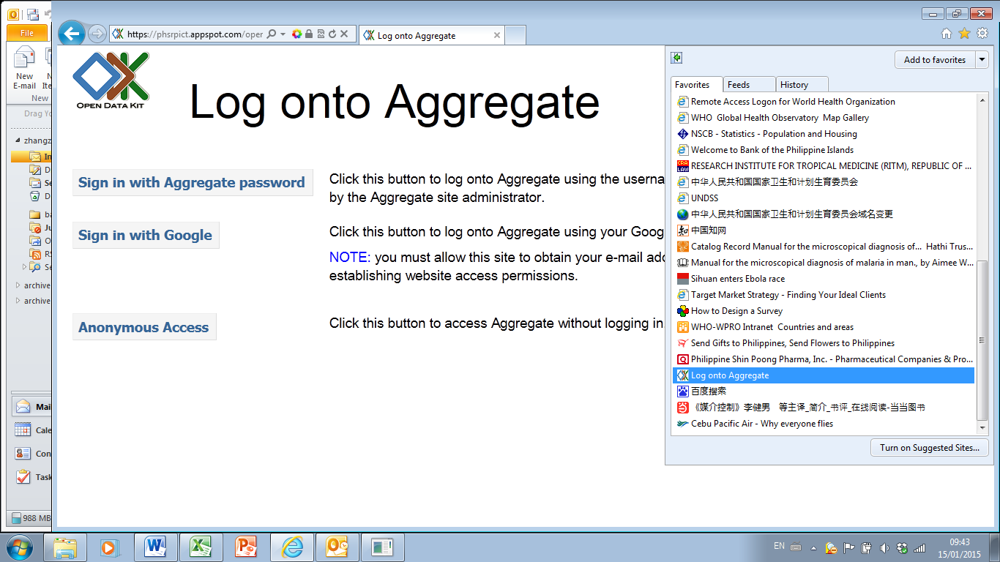 File
New
E-mail
New
Drag Yo
zhangz
archive
archive
Mai
Cale
Con
Task
988 MB
https://phsrpict.appspot.com/oper
Log onto Aggregate
OPEN DATA KIT
Log onto Aggregate
Sign in with Aggregate password
Click this button to log onto Aggregate using the userna
by the Aggregate site administrator.
Sign in with Google
Click this button to log onto Aggregate using your Goog
NOTE: you must allow this site to obtain your e-mail add
establishing website access permissions.
Anonymous Access
Click this button to access Aggregate without logging in
Add to favorites
Favorites
Feeds
History
Remote Access Logon for World Health Organization
WHO Global Health Observatory Map Gallery
NSCB - Statistics - Population and Housing
Welcome to Bank of the Philippine Islands
RESEARCH INSTITUTE FOR TROPICAL MEDICINE (RITM), REPUBLIC OF ...
中华人民共和国国家卫生和计划生育委员会
UNDSS
中华人民共和国国家卫生和计划生育委员会域名变更
中国知网
Catalog Record Manual for the microscopical diagnosis of... Hathi Trus...
Manual for the microscopical diagnosis of malaria in man., by Aimee W...
Sihuan enters Ebola race
Target Market Strategy - Finding Your Ideal Clients
How to Design a Survey
WHO-WPRO Intranet Countries and areas
Send Gifts to Philippines, Send Flowers to Philippines
Philippine Shin Poong Pharma, Inc. - Pharmaceutical Companies & Pro...
Log onto Aggregate
百度搜索
《媒介控制》李健男 等主译_简介_书评_在线阅读-当当图书
Cebu Pacific Air - Why everyone flies
Turn on Suggested Sites...
EN
09:43
15/01/2015